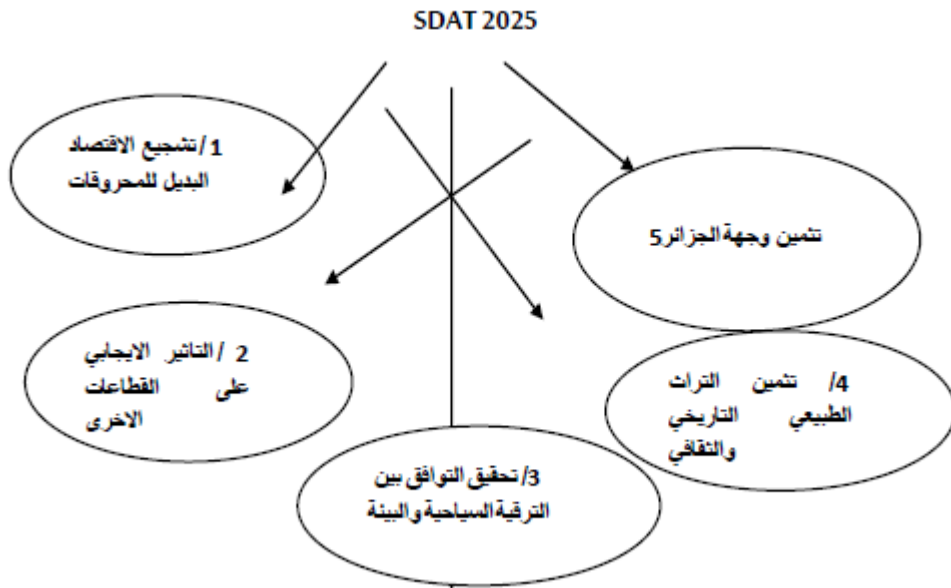 SDAT 2025
1/تشجيع الاقتصاد
البديل للمحروقات
2 /التاثير الايجابي
على القطاعات
الاخرى
3/تحقيق التوافق بين
الترقية السياحية والبيئة
4/ تثمين التراث
الطبيعي التاريخي
والثقافي
تثمين وجهة الجزائر5